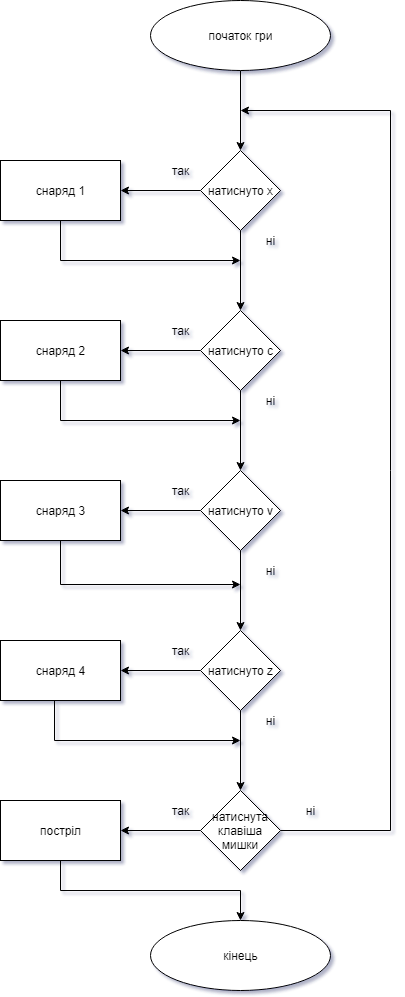 початок гри
так
натиснуто x
снаряд 1
ні
так
натиснуто c
снаряд 2
ні
так
натиснуто v
снаряд 3
ні
так
натиснуто z
снаряд 4
ні
так
ні
натиснута
клавіша
мишки
постріл
кінець